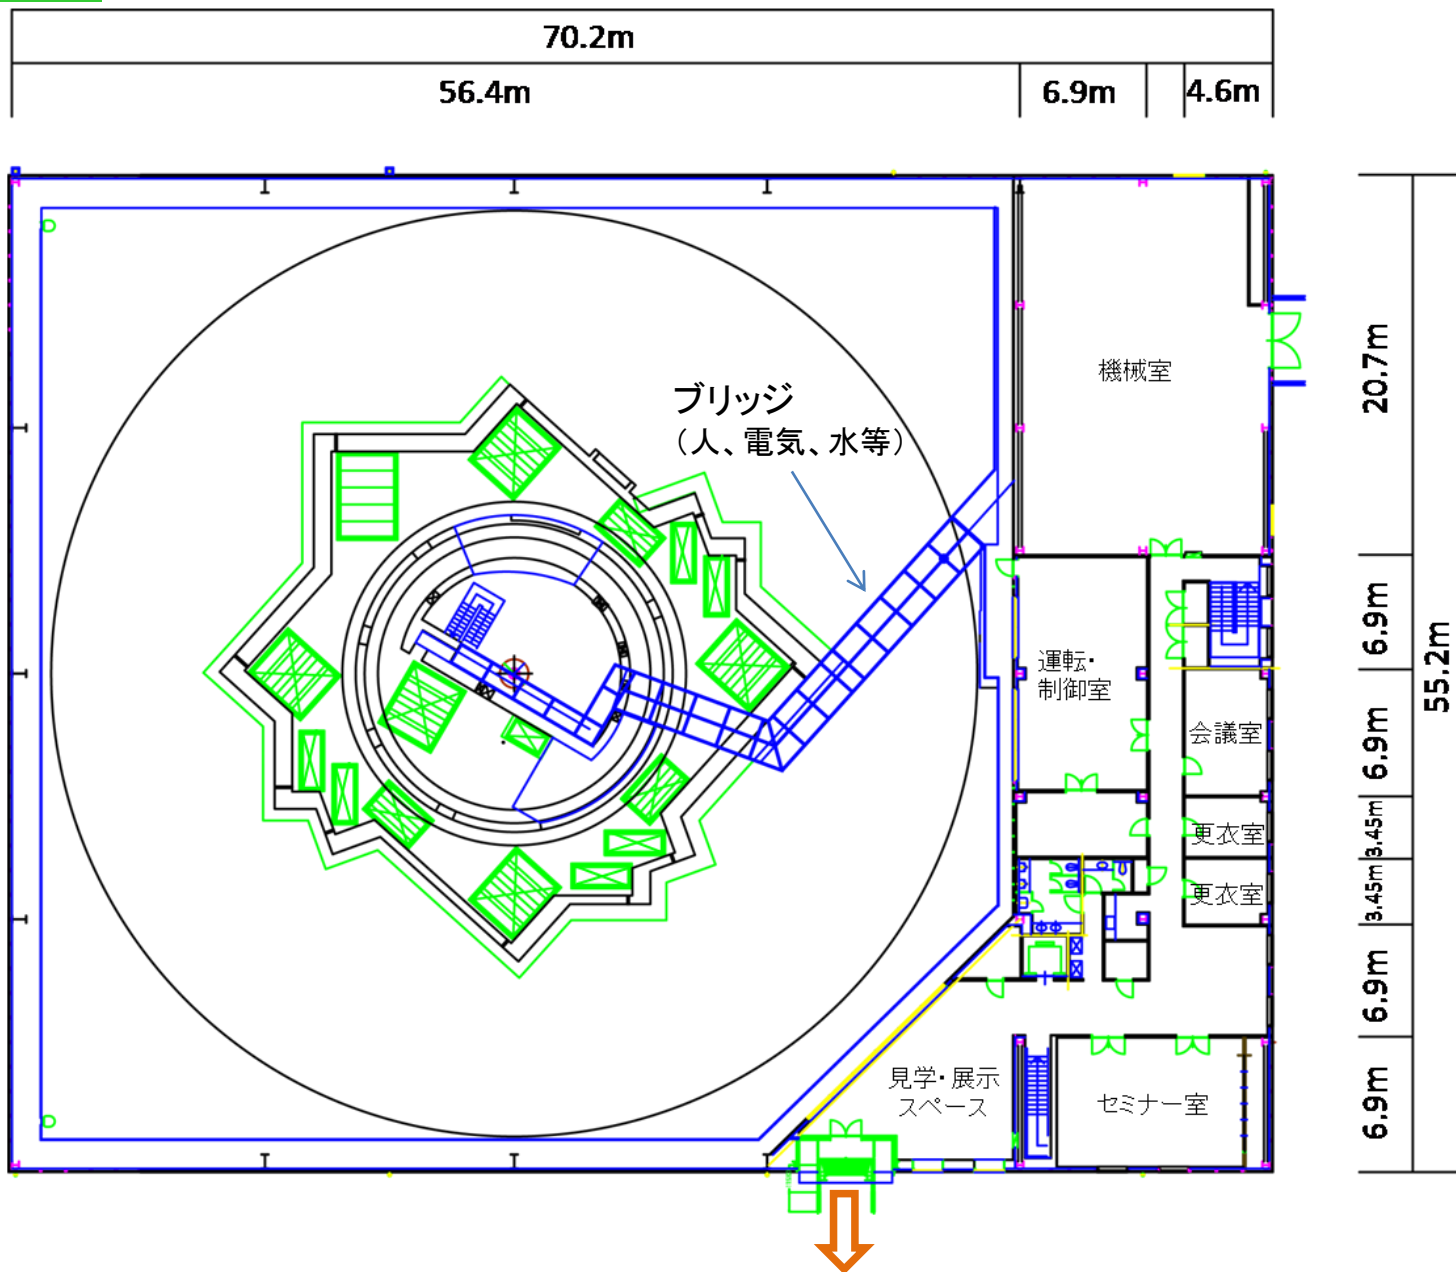 70.2m
56.4m
6.9m
4.6m
機械室
ブリッジ
（人、電気、水等）
20.7m
運転・
制御室
6.9m
会議室
6.9m
55.2m
更衣室
3.45m
更衣室
3.45m
6.9m
見学・展示
スペース
セミナー室
6.9m